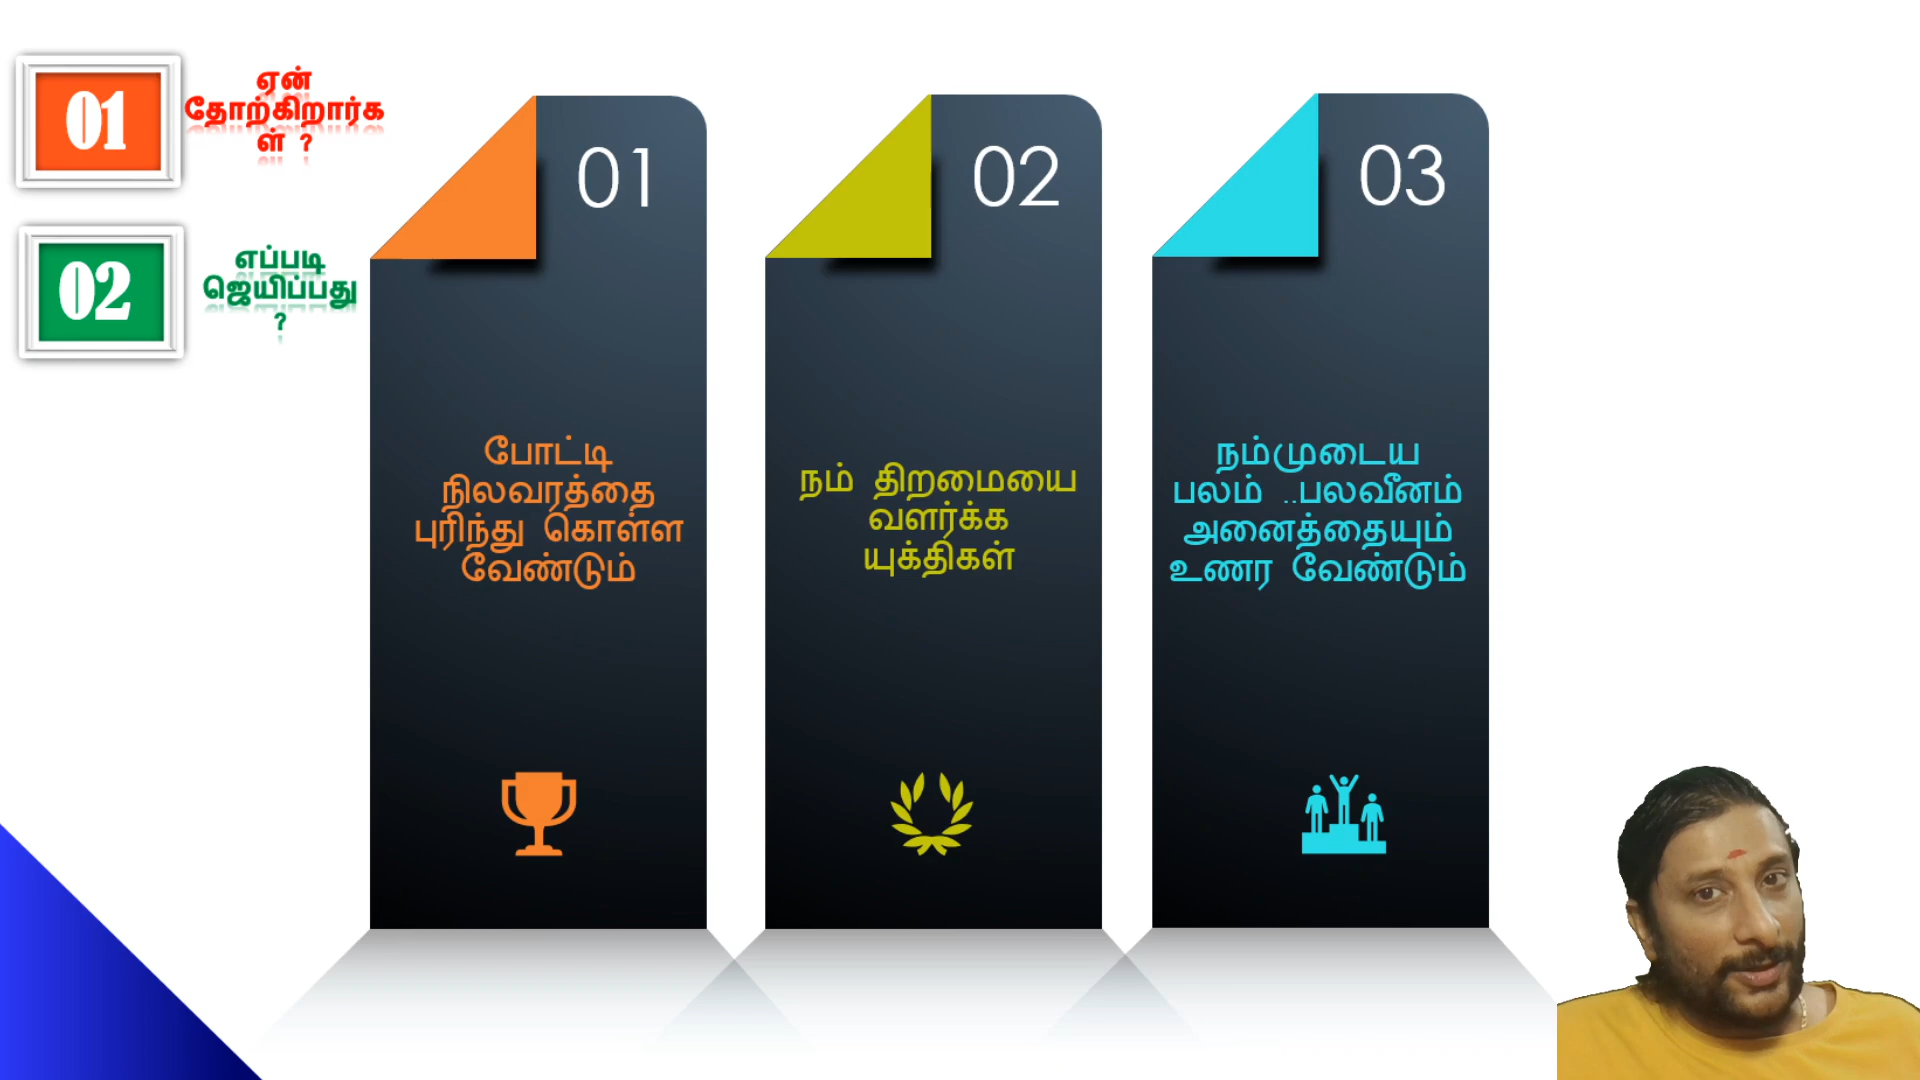 01
ஏன்
தோற்கிறார்க
ள் ?
02
எப்படி
ஜெயிப்பது
?
01
போட்டி
நிலவரத்தை
புரிந்து கொள்ள
வேண்டும்
02
நம் திறமையை
வளர்க்க
யுக்திகள்
03
நம்முடைய
பலம் ..பலவீனம்
அனைத்தையும்
உணர வேண்டும்